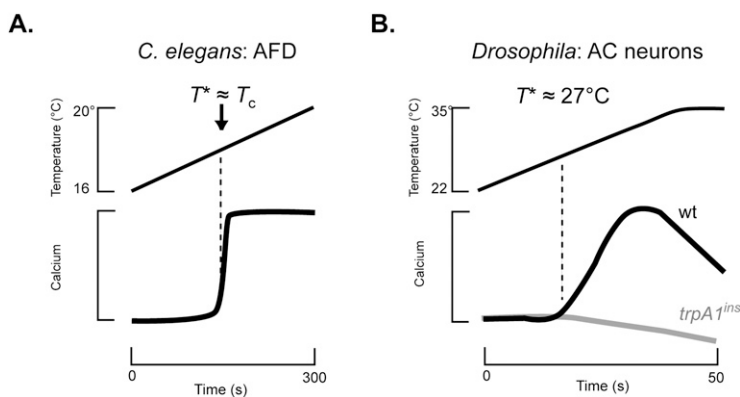 A.
C. elegans: AFD
T* ≈ Tc
Temperature (°C)
20°
16
Calcium
0
300
Time (s)
B.
Drosophila: AC neurons
T* ≈ 27°C
Temperature (°C)
35°
22
Calcium
wt
trpA1ins
0
50
Time (s)